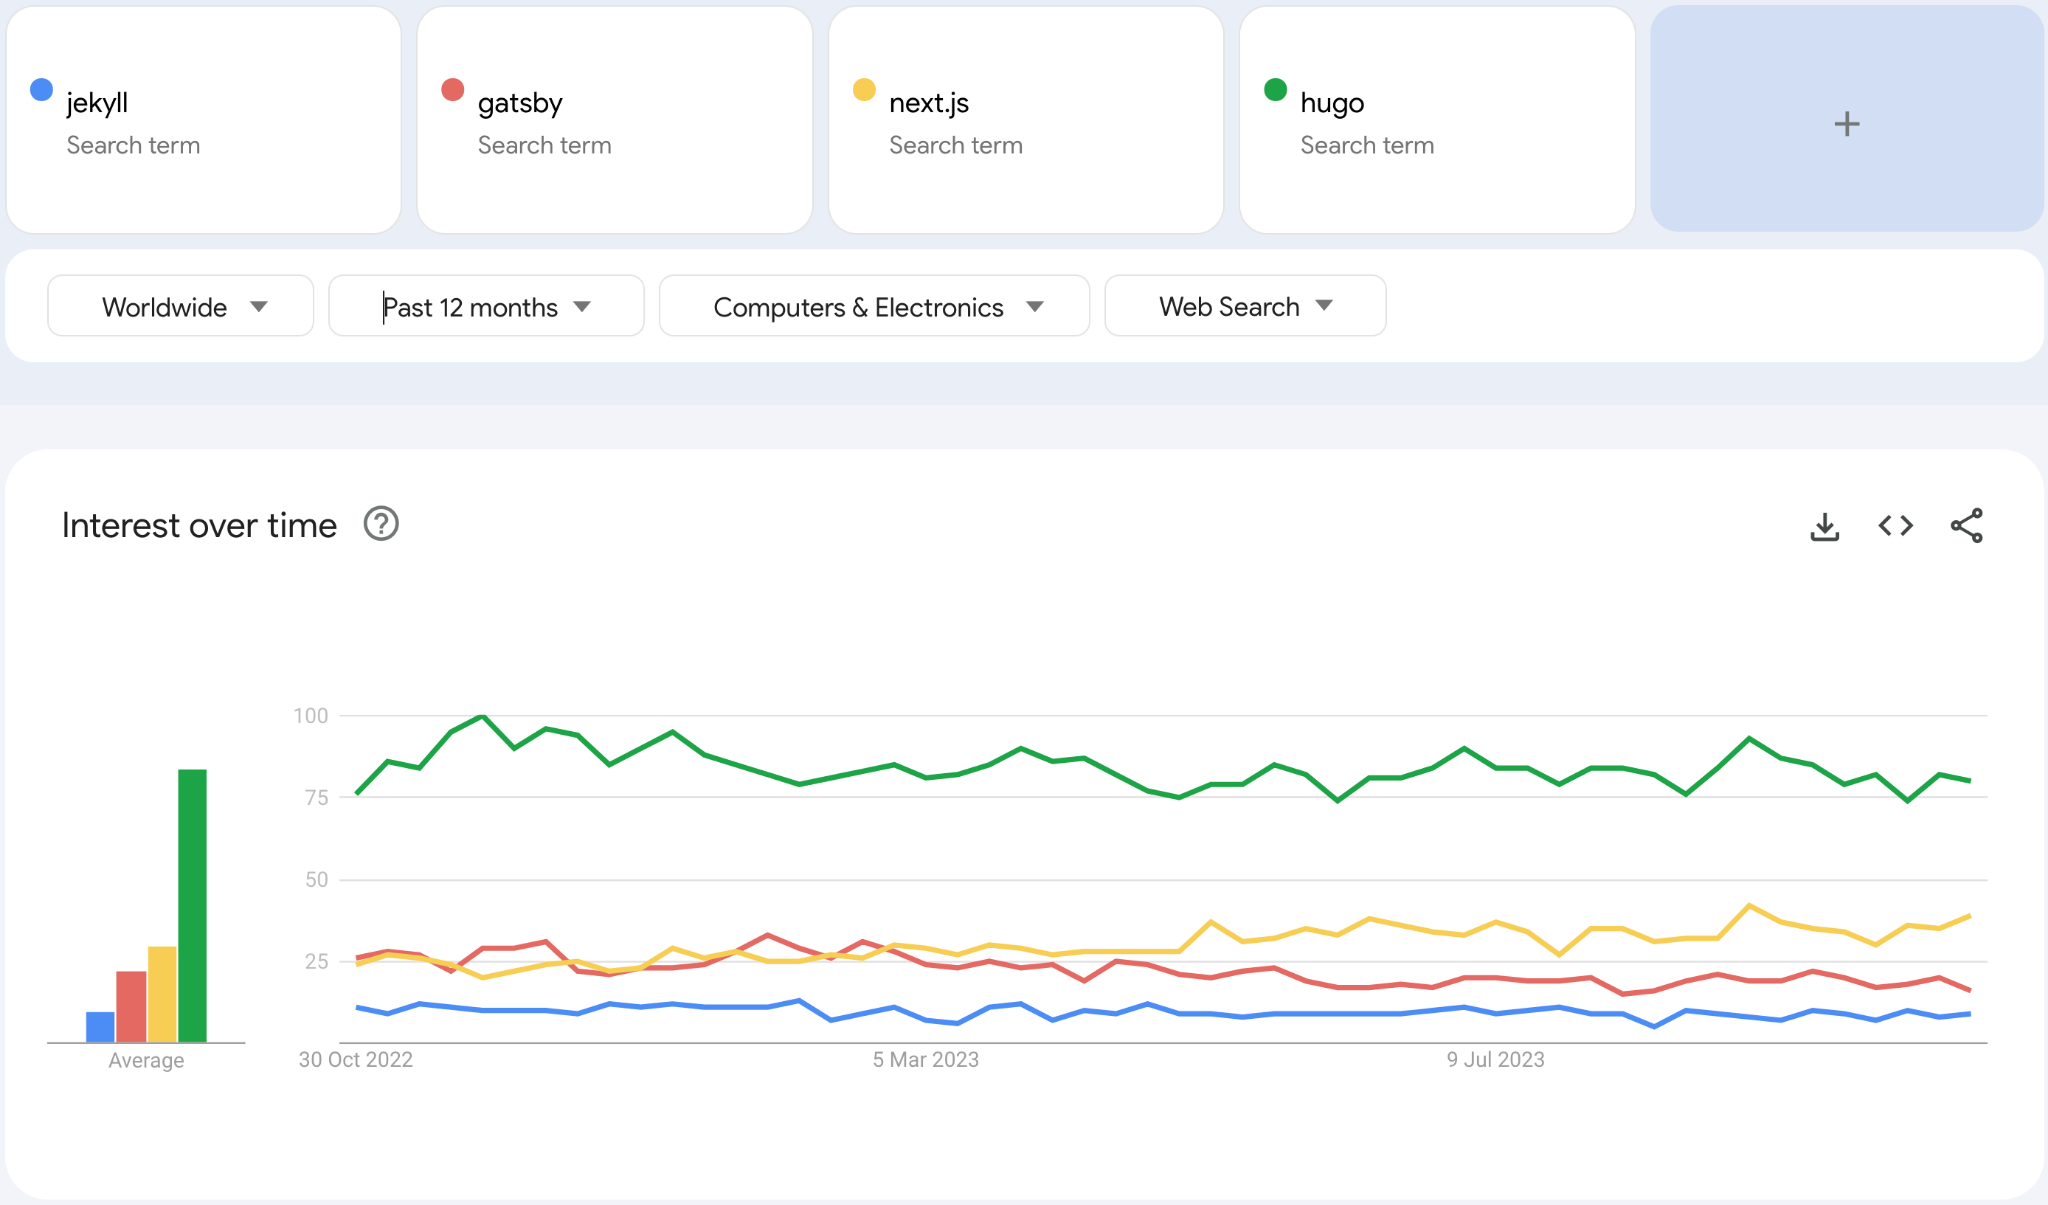 jekyll
Search term
gatsby
Search term
next.js
Search term
hugo
Search term
+
Worldwide
Past 12 months
Computers & Electronics
Web Search
Interest over time
?
100
75
50
25
Average
30 Oct 2022
5 Mar 2023
9 Jul 2023